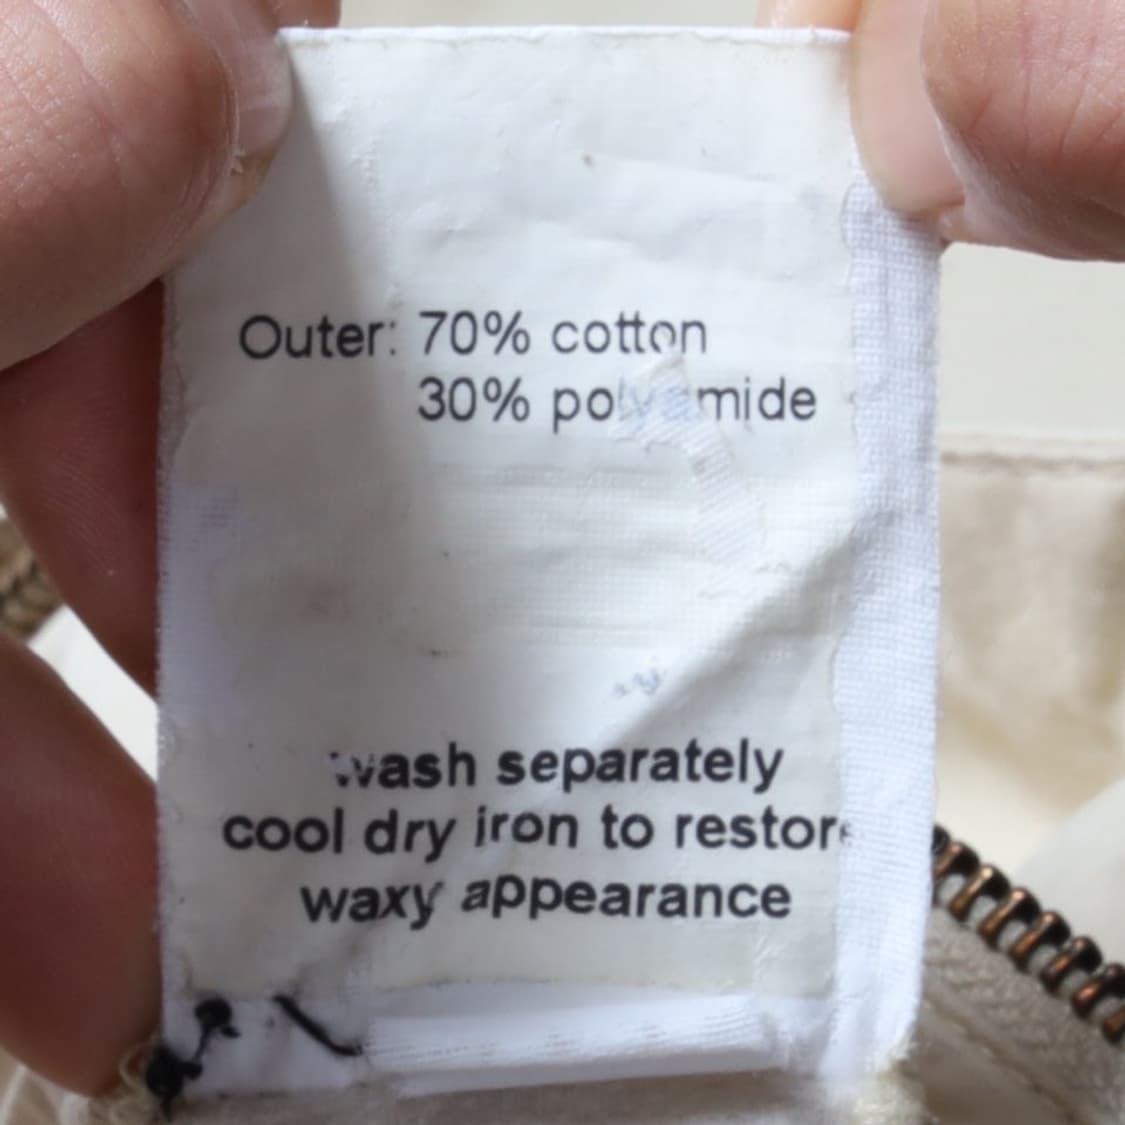 Outer: 70% cotton
30% polyamide
wash separately
cool dry iron to restore
waxy appearance